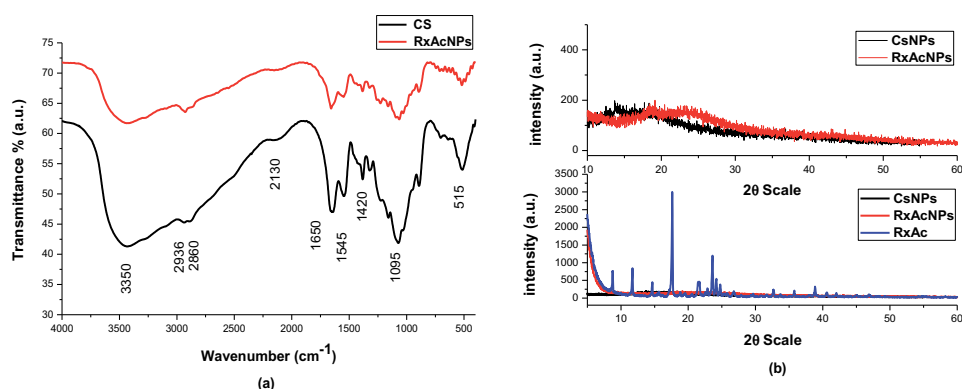 CS
RxAcNPs
Transmittance % (a.u.)
75
70
65
60
55
50
45
40
35
30
3350
2936
2860
2130
1650
1545
1420
1095
515
4000 3500 3000 2500 2000 1500 1000 500
Wavenumber (cm⁻¹)
(a)
CsNPs
RxAcNPs
intensity (a.u.)
400
200
0
10 20 30 40 50 60
2θ Scale
CsNPs
RxAcNPs
RxAc
intensity (a.u.)
3500
3000
2500
2000
1500
1000
500
0
10 20 30 40 50 60
2θ Scale
(b)